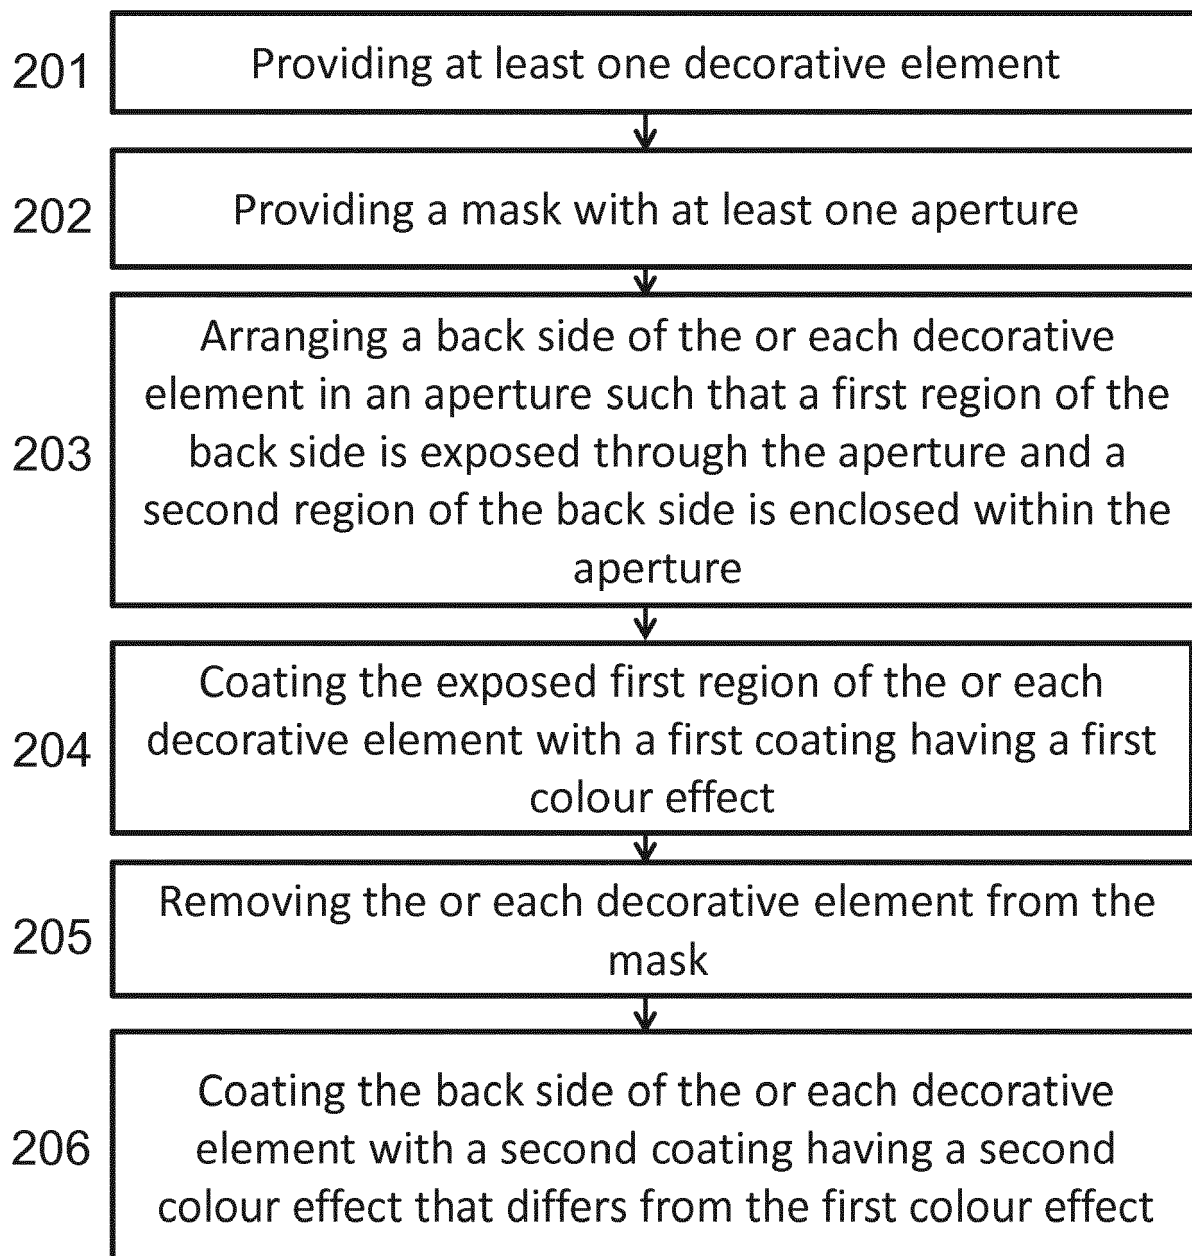 201
Providing at least one decorative element
202
Providing a mask with at least one aperture
203
Arranging a back side of the or each decorative
element in an aperture such that a first region of the
back side is exposed through the aperture and a
second region of the back side is enclosed within the
aperture
204
Coating the exposed first region of the or each
decorative element with a first coating having a first
colour effect
205
Removing the or each decorative element from the
mask
206
Coating the back side of the or each decorative
element with a second coating having a second
colour effect that differs from the first colour effect